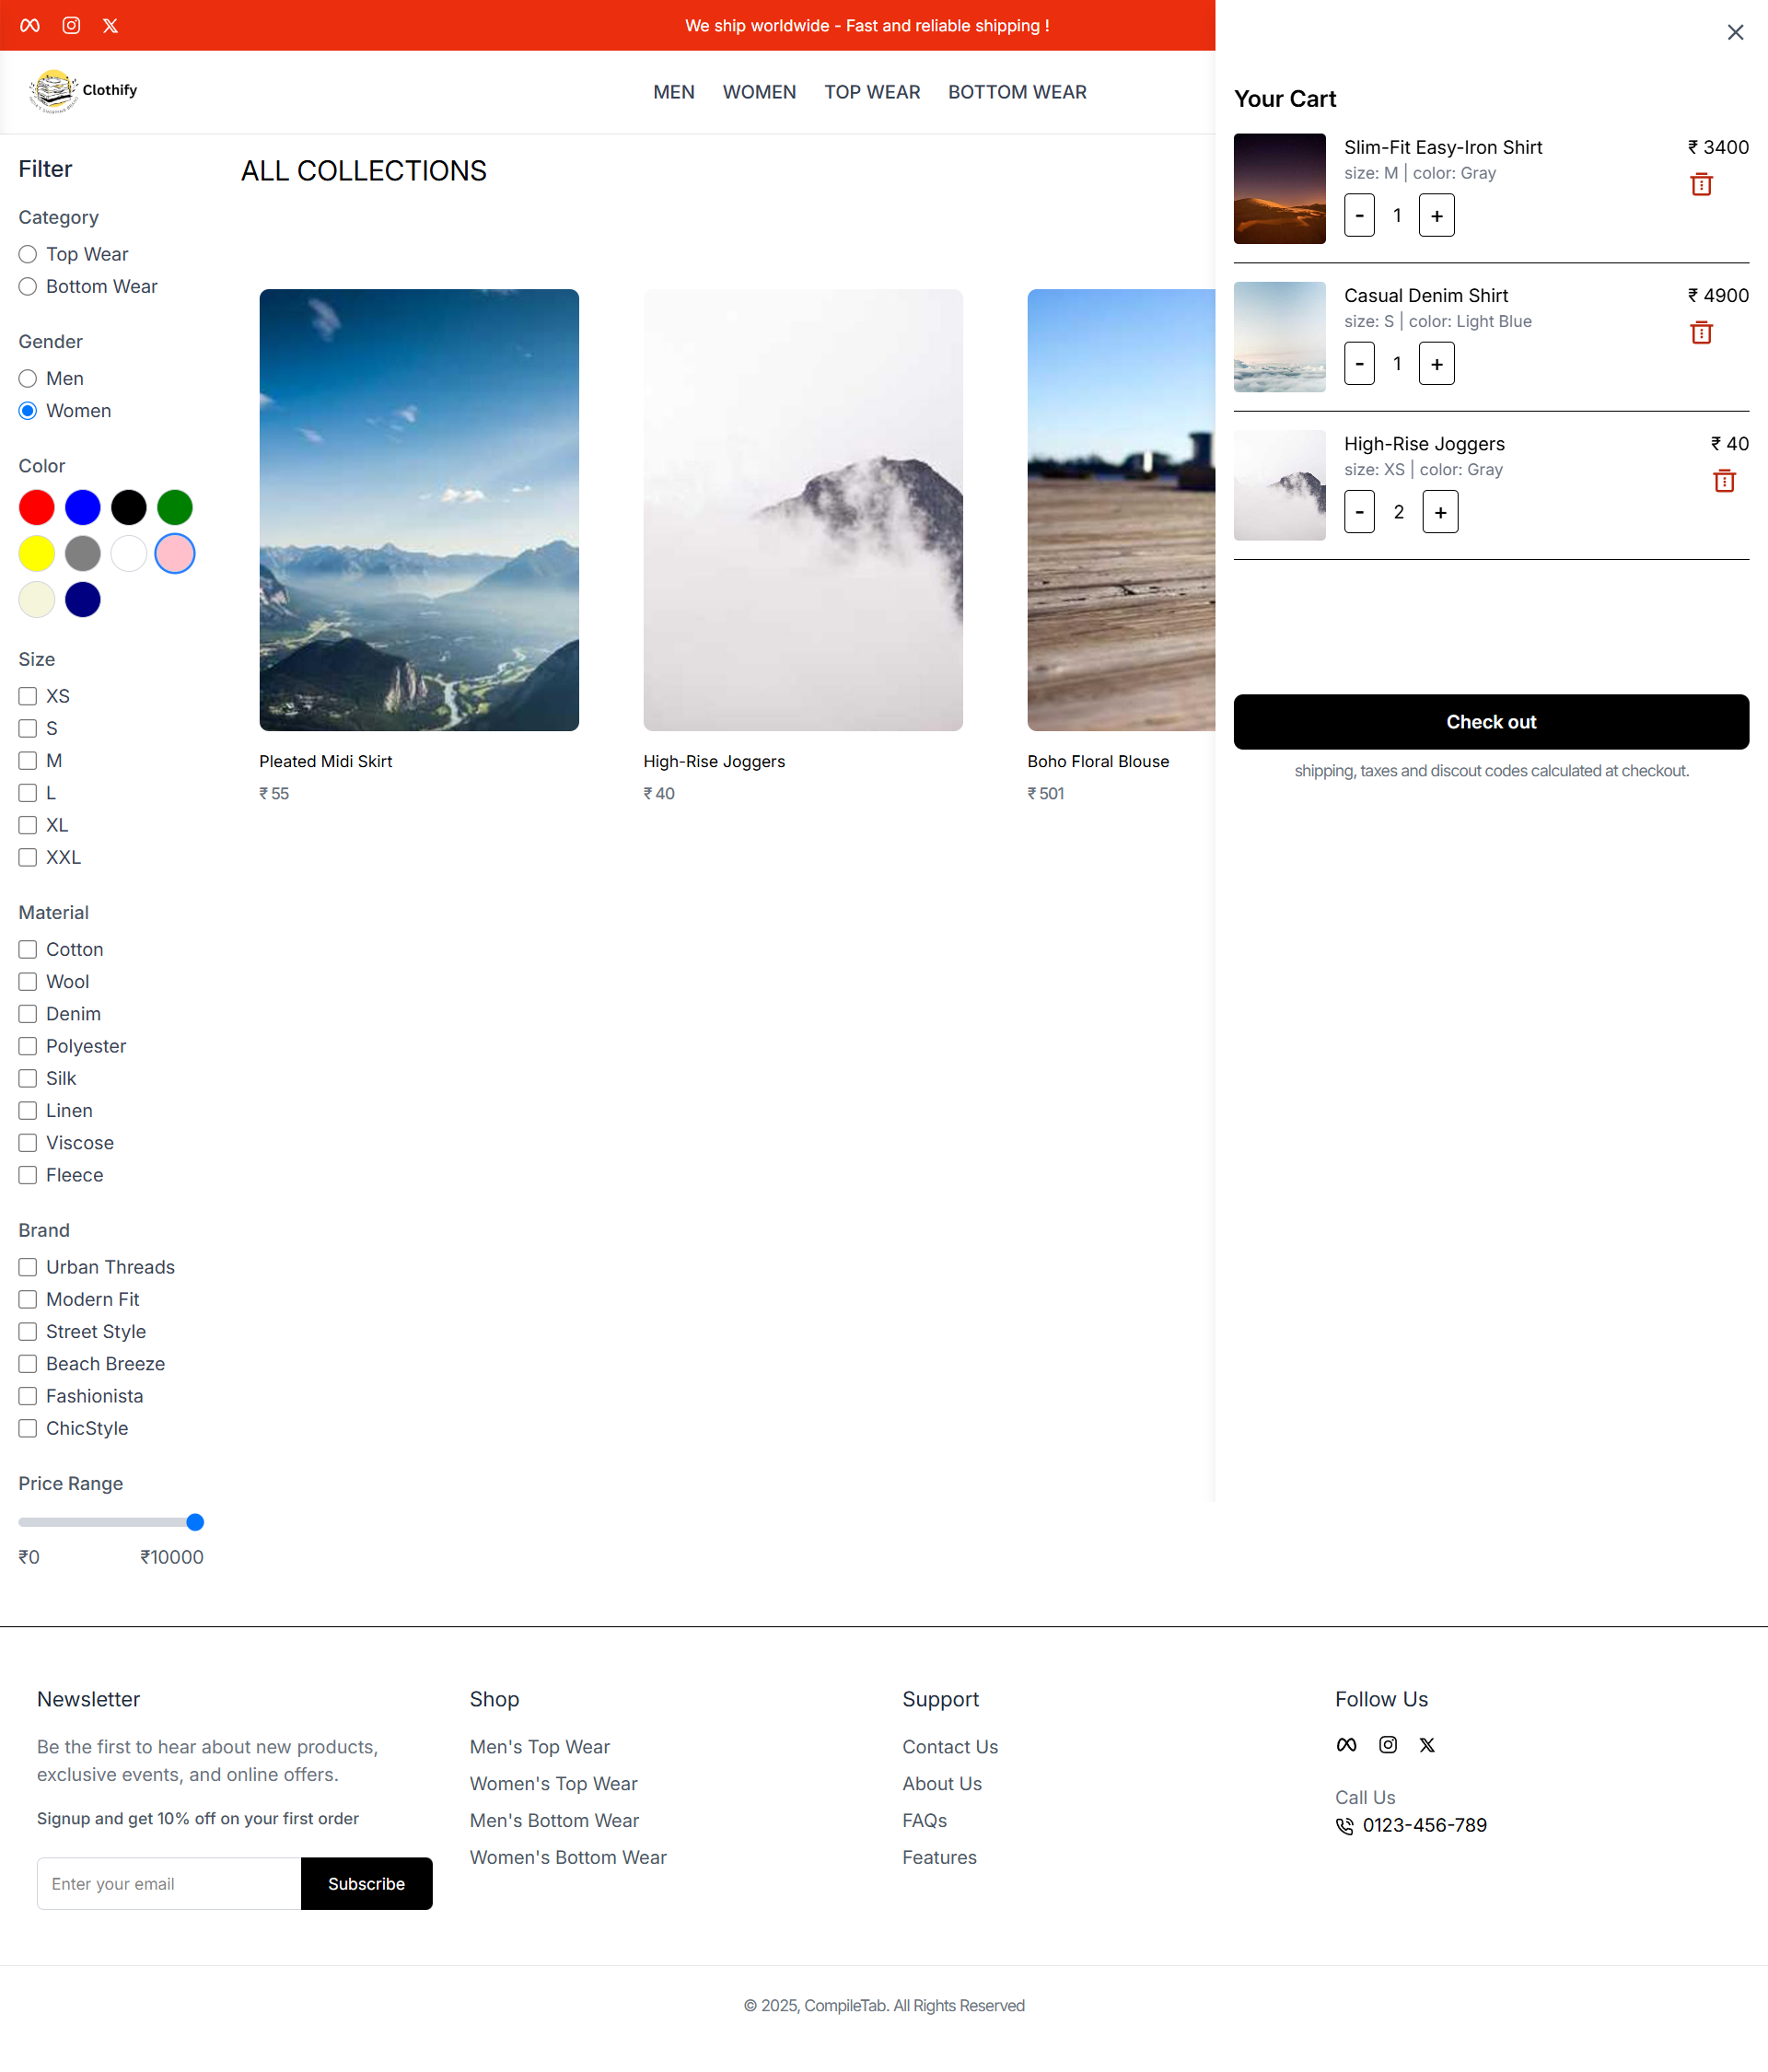 We ship worldwide - Fast and reliable shipping !
Clothify
MEN
WOMEN
TOP WEAR
BOTTOM WEAR
Filter
Category
Top Wear
Bottom Wear
Gender
Men
Women
Color
Size
XS
S
M
L
XL
XXL
Material
Cotton
Wool
Denim
Polyester
Silk
Linen
Viscose
Fleece
Brand
Urban Threads
Modern Fit
Street Style
Beach Breeze
Fashionista
ChicStyle
Price Range
₹0
₹10000
ALL COLLECTIONS
Pleated Midi Skirt
₹ 55
High-Rise Joggers
₹ 40
Boho Floral Blouse
₹ 501
Your Cart
Slim-Fit Easy-Iron Shirt
₹ 3400
size: M | color: Gray
- 1 +
Casual Denim Shirt
₹ 4900
size: S | color: Light Blue
- 1 +
High-Rise Joggers
₹ 40
size: XS | color: Gray
- 2 +
Check out
shipping, taxes and discout codes calculated at checkout.
Newsletter
Be the first to hear about new products,
exclusive events, and online offers.
Signup and get 10% off on your first order
Enter your email
Subscribe
Shop
Men's Top Wear
Women's Top Wear
Men's Bottom Wear
Women's Bottom Wear
Support
Contact Us
About Us
FAQs
Features
Follow Us
Call Us
0123-456-789
© 2025, CompileTab. All Rights Reserved